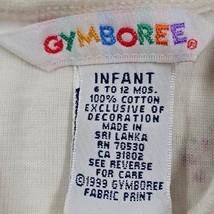 GYMBOREE®
INFANT
6 TO 12 MOS.
100% COTTON
EXCLUSIVE OF
DECORATION
MADE IN
SRI LANKA
RN 70530
CA 31802
SEE REVERSE
FOR CARE
©1999 GYMBOREE
FABRIC PRINT